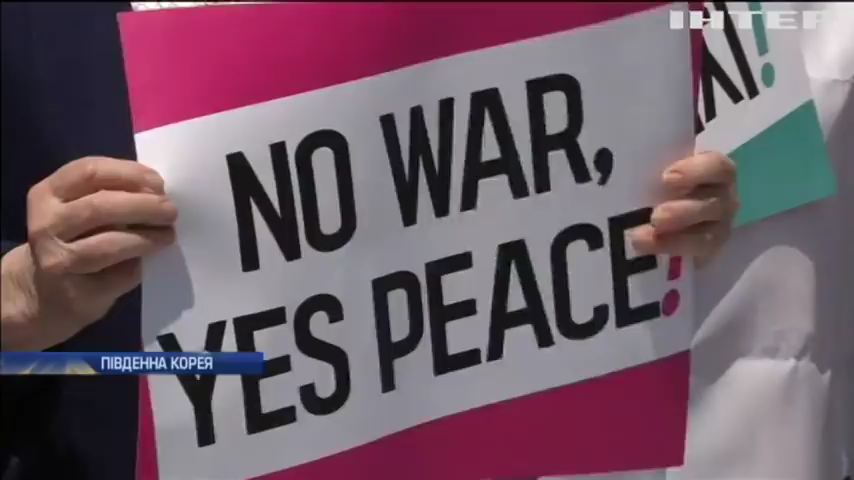 ІНТЕР
NO WAR,
YES PEACE!
ПІВДЕННА КОРЕЯ